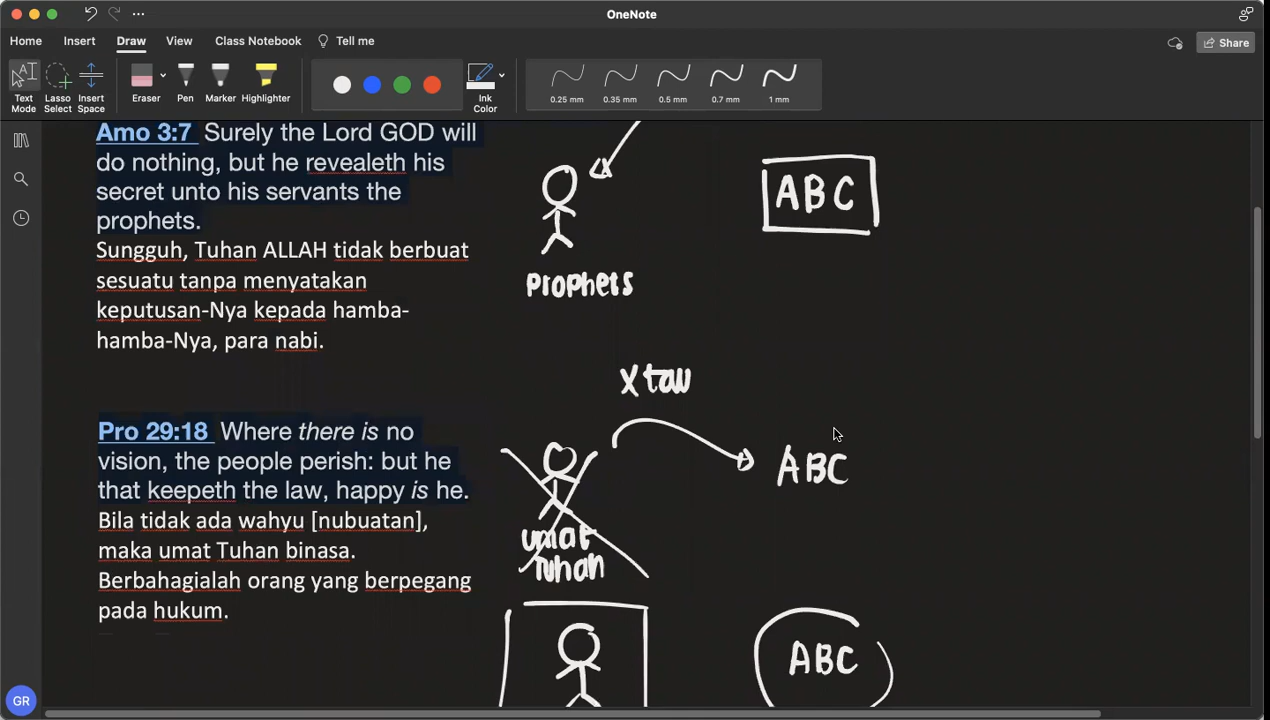 OneNote
Home Insert Draw View Class Notebook Tell me
Share
Text Mode
Lasso Select
Insert Space
Eraser
Pen
Marker
Highlighter
Ink Color
0.25 mm 0.35 mm 0.5 mm 0.7 mm 1 mm
Amo 3:7 Surely the Lord GOD will
do nothing, but he revealeth his
secret unto his servants the
prophets.
Sungguh, Tuhan ALLAH tidak berbuat
sesuatu tanpa menyatakan
keputusan-Nya kepada hamba-
hamba-Nya, para nabi.
ABC
Prophets
X tau
Pro 29:18 Where there is no
vision, the people perish: but he
that keepeth the law, happy is he.
Bila tidak ada wahyu [nubuatan],
maka umat Tuhan binasa.
Berbahagialah orang yang berpegang
pada hukum.
ABC
umat
Tuhan
ABC
GR